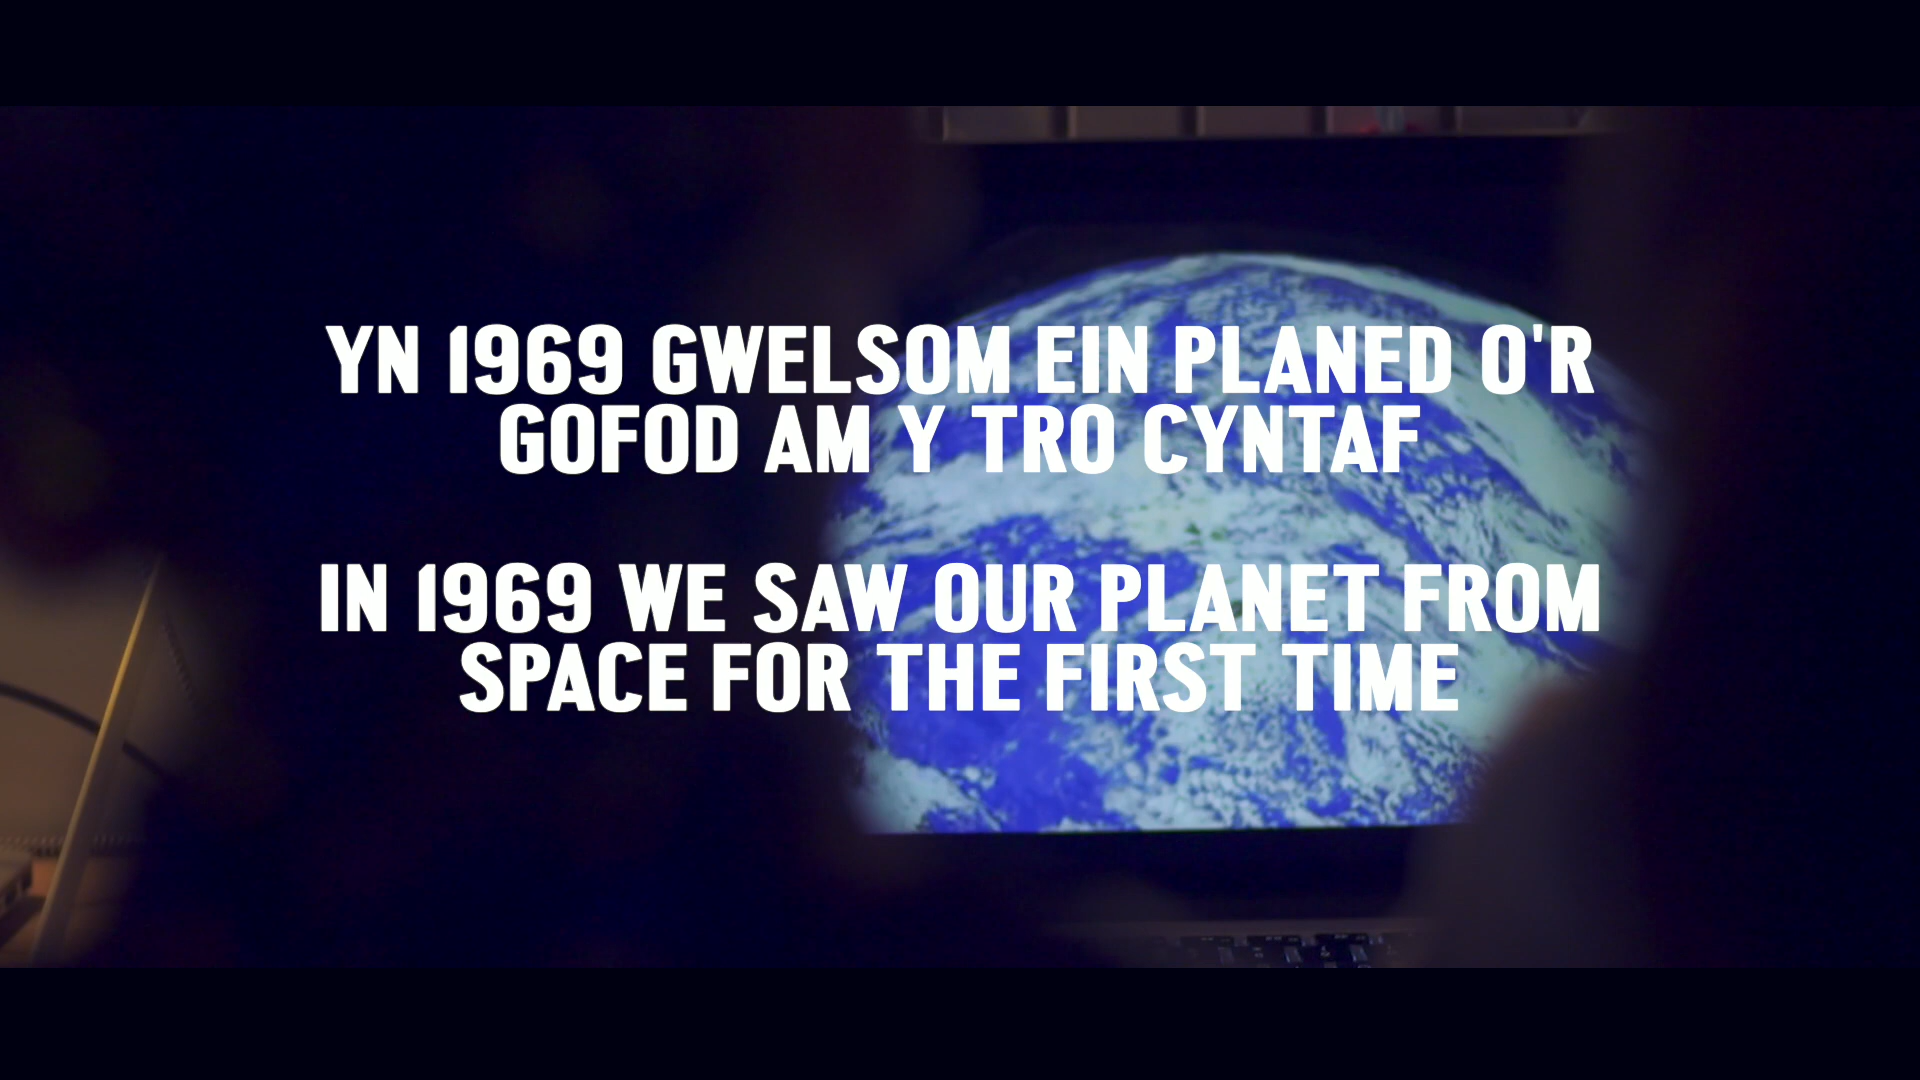 YN 1969 GWELSOM EIN PLANED O'R
GOFOD AM Y TRO CYNTAF
IN 1969 WE SAW OUR PLANET FROM
SPACE FOR THE FIRST TIME